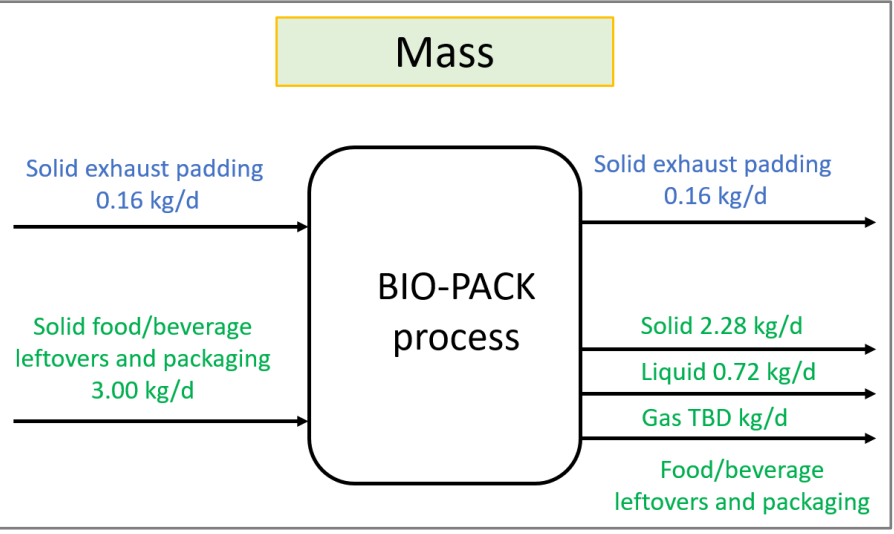 Mass
Solid exhaust padding
0.16 kg/d
Solid food/beverage
leftovers and packaging
3.00 kg/d
BIO-PACK
process
Solid exhaust padding
0.16 kg/d
Solid 2.28 kg/d
Liquid 0.72 kg/d
Gas TBD kg/d
Food/beverage
leftovers and packaging